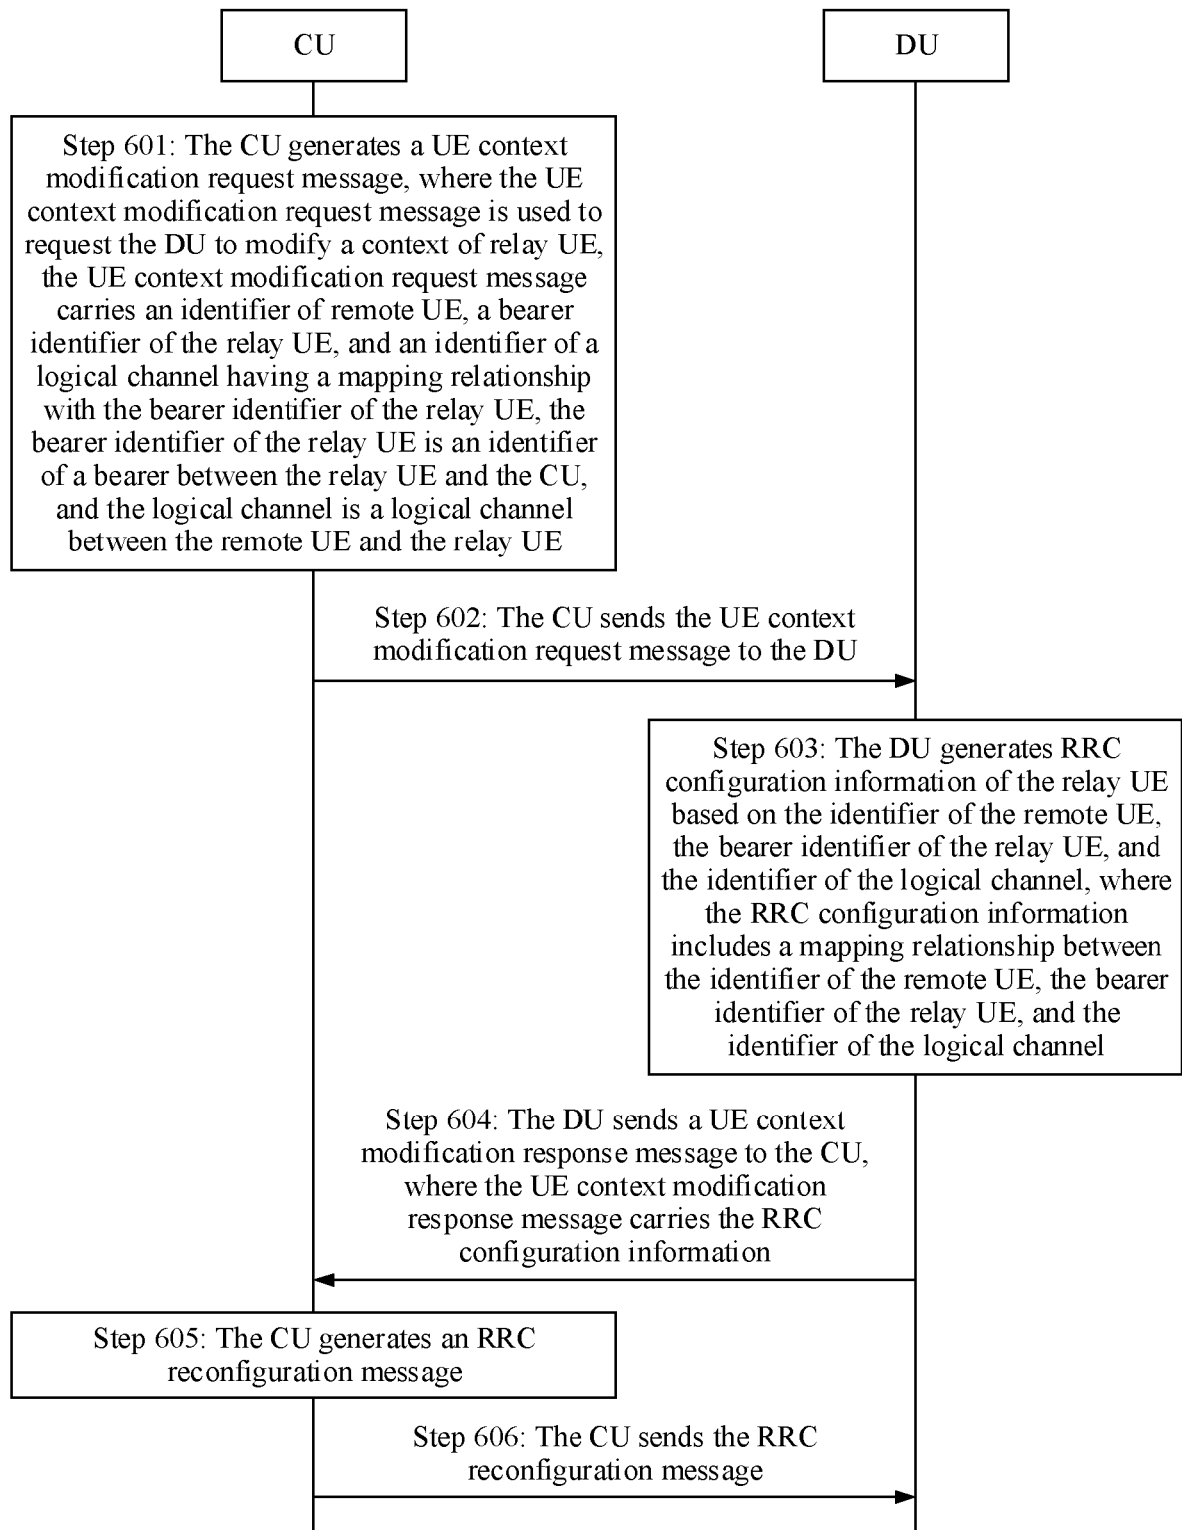 CU
DU
Step 601: The CU generates a UE context
modification request message, where the UE
context modification request message is used to
request the DU to modify a context of relay UE,
the UE context modification request message
carries an identifier of remote UE, a bearer
identifier of the relay UE, and an identifier of a
logical channel having a mapping relationship
with the bearer identifier of the relay UE, the
bearer identifier of the relay UE is an identifier
of a bearer between the relay UE and the CU,
and the logical channel is a logical channel
between the remote UE and the relay UE
Step 602: The CU sends the UE context
modification request message to the DU
Step 603: The DU generates RRC
configuration information of the relay UE
based on the identifier of the remote UE,
the bearer identifier of the relay UE, and
the identifier of the logical channel, where
the RRC configuration information
includes a mapping relationship between
the identifier of the remote UE, the bearer
identifier of the relay UE, and the
identifier of the logical channel
Step 604: The DU sends a UE context
modification response message to the CU,
where the UE context modification
response message carries the RRC
configuration information
Step 605: The CU generates an RRC
reconfiguration message
Step 606: The CU sends the RRC
reconfiguration message